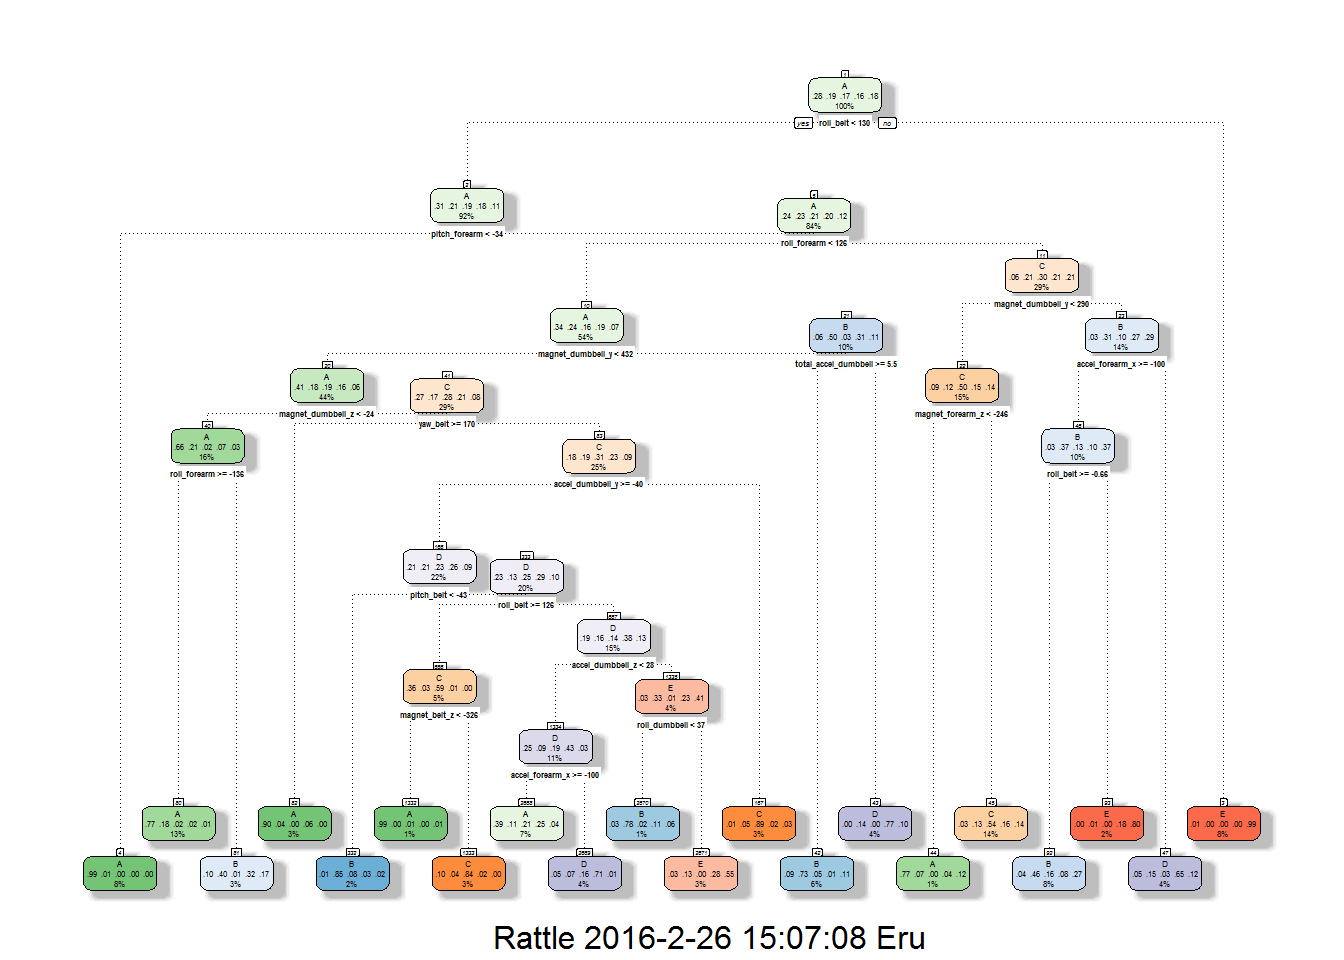 1
A
.28 .19 .17 .16 .18
100%
yes roll_belt < 130 no
2
A
.31 .21 .19 .18 .11
92%
pitch_forearm < -34
5
A
.24 .23 .21 .20 .12
84%
roll_forearm < 126
11
C
.06 .21 .30 .21 .21
29%
magnet_dumbbell_y < 290
10
A
.34 .24 .16 .19 .07
54%
magnet_dumbbell_y < 432
21
B
.06 .50 .03 .31 .11
10%
total_accel_dumbbell >= 5.5
23
B
.03 .31 .10 .27 .29
14%
accel_forearm_x >= -100
20
A
.41 .18 .19 .16 .06
44%
magnet_dumbbell_z < -24
41
C
.27 .17 .28 .21 .08
29%
yaw_belt >= 170
22
C
.09 .12 .50 .15 .14
15%
magnet_forearm_z < -246
40
A
.66 .21 .02 .07 .03
16%
roll_forearm >= -136
83
C
.18 .19 .31 .23 .09
25%
accel_dumbbell_y >= -40
46
B
.03 .37 .13 .10 .37
10%
roll_belt >= -0.66
166
D
.21 .21 .23 .26 .09
22%
pitch_belt < -43
333
D
.23 .13 .25 .29 .10
20%
roll_belt >= 126
667
D
.19 .16 .14 .38 .13
15%
accel_dumbbell_z < 28
666
C
.36 .03 .59 .01 .00
5%
magnet_belt_z < -326
1335
E
.03 .33 .01 .23 .41
4%
roll_dumbbell < 37
1334
D
.25 .09 .19 .43 .03
11%
accel_forearm_x >= -100
80
A
.77 .18 .02 .02 .01
13%
82
A
.90 .04 .00 .06 .00
3%
1332
A
.99 .00 .01 .00 .01
1%
2668
A
.39 .11 .21 .25 .04
7%
2670
B
.03 .78 .02 .11 .06
1%
167
C
.01 .05 .89 .02 .03
3%
43
D
.00 .14 .00 .77 .10
4%
45
C
.03 .13 .54 .16 .14
14%
93
E
.00 .01 .00 .18 .80
2%
3
E
.01 .00 .00 .00 .99
8%
4
A
.99 .01 .00 .00 .00
8%
81
B
.10 .40 .01 .32 .17
3%
332
B
.01 .85 .08 .03 .02
2%
1333
C
.10 .04 .84 .02 .00
3%
2669
D
.05 .07 .16 .71 .01
4%
2671
E
.03 .13 .00 .28 .55
3%
42
B
.09 .73 .05 .01 .11
6%
44
A
.77 .07 .00 .04 .12
1%
92
B
.04 .46 .16 .08 .27
8%
47
D
.05 .15 .03 .65 .12
4%
Rattle 2016-2-26 15:07:08 Eru